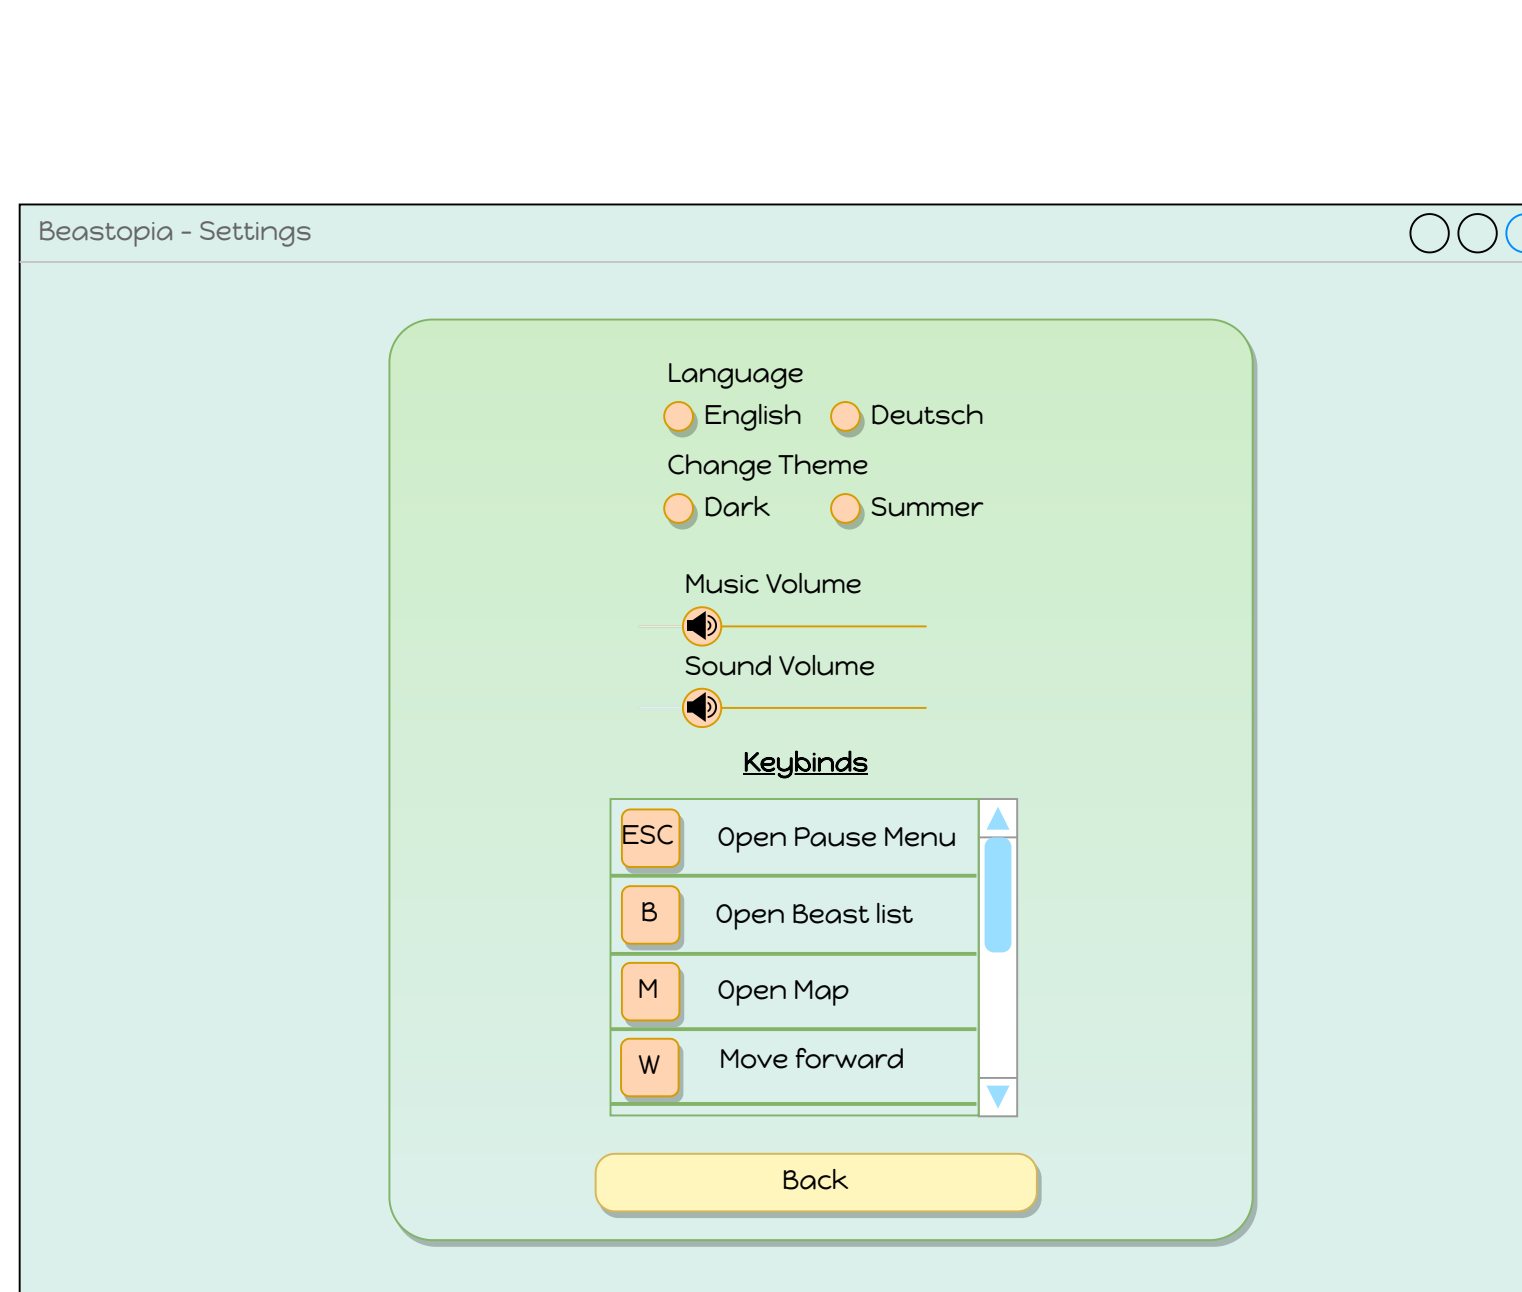 Beastopia - Settings
Language
English Deutsch
Change Theme
Dark Summer
Music Volume
Sound Volume
Keybinds
ESC Open Pause Menu
B Open Beast list
M Open Map
W Move forward
Back